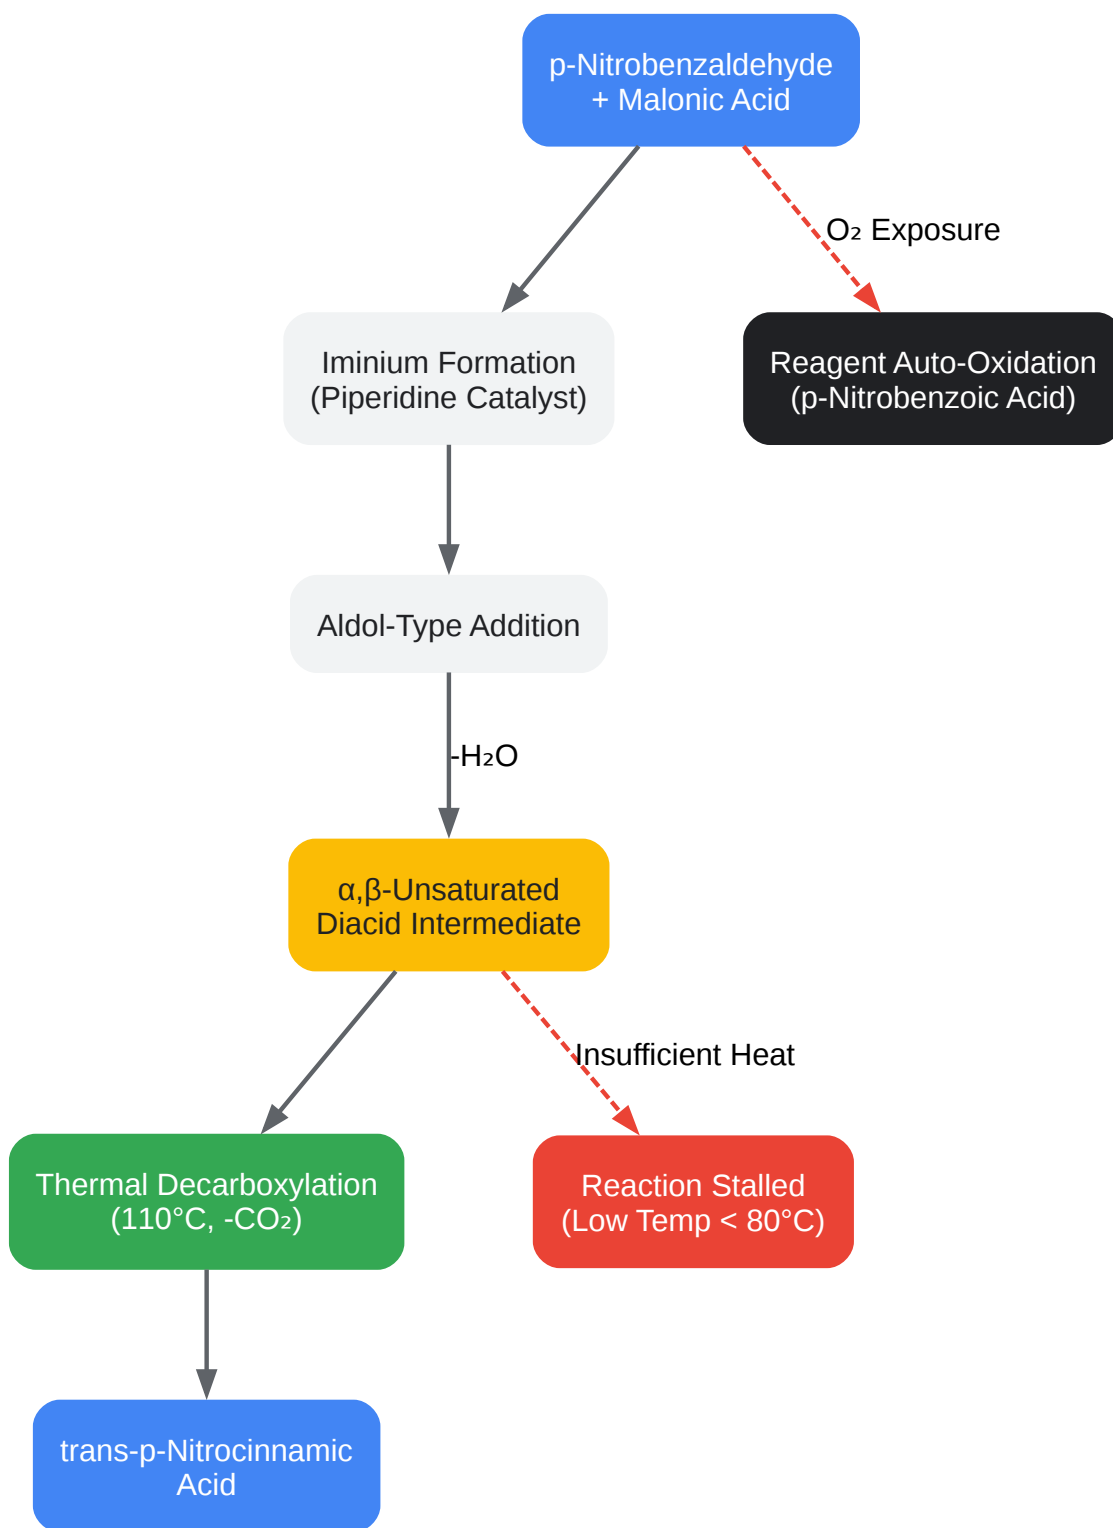 p-Nitrobenzaldehyde
+ Malonic Acid
O₂ Exposure
Iminium Formation
(Piperidine Catalyst)
Reagent Auto-Oxidation
(p-Nitrobenzoic Acid)
Aldol-Type Addition
-H₂O
α,β-Unsaturated
Diacid Intermediate
Insufficient Heat
Thermal Decarboxylation
(110°C, -CO₂)
Reaction Stalled
(Low Temp < 80°C)
trans-p-Nitrocinnamic
Acid